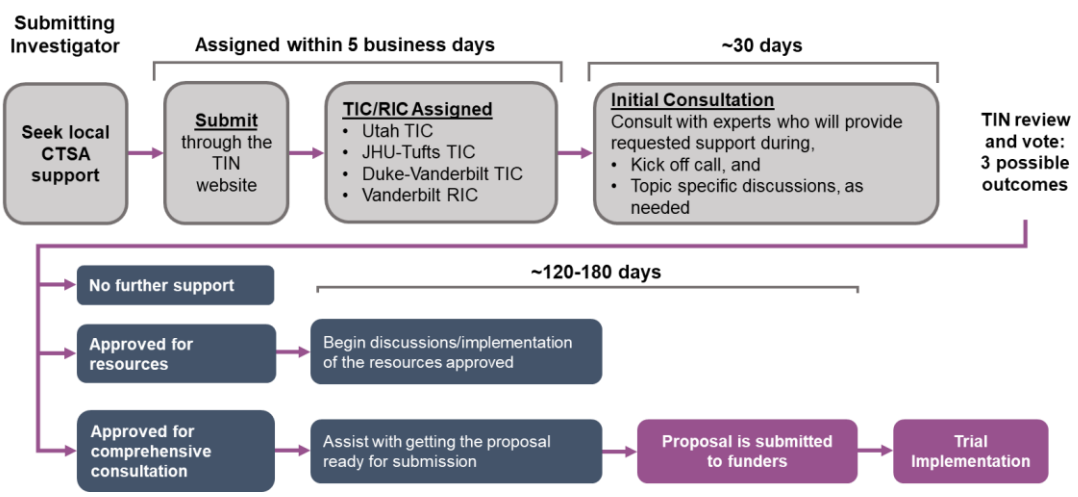 Submitting
Investigator
Assigned within 5 business days
~30 days
Seek local
CTSA
support
Submit
through the
TIN
website
TIC/RIC Assigned
• Utah TIC
• JHU-Tufts TIC
• Duke-Vanderbilt TIC
• Vanderbilt RIC
Initial Consultation
Consult with experts who will provide
requested support during,
• Kick off call, and
• Topic specific discussions, as
needed
TIN review
and vote:
3 possible
outcomes
~120-180 days
No further support
Approved for
resources
Begin discussions/implementation
of the resources approved
Approved for
comprehensive
consultation
Assist with getting the proposal
ready for submission
Proposal is submitted
to funders
Trial
Implementation